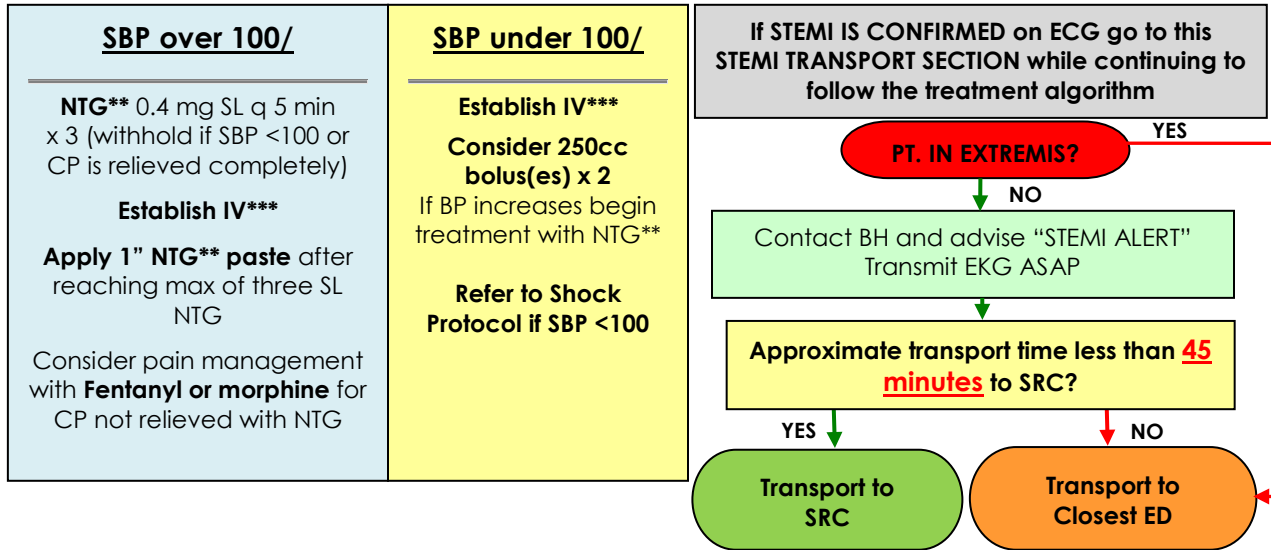 SBP over 100/
NTG** 0.4 mg SL q 5 min
x 3 (withhold if SBP <100 or
CP is relieved completely)
Establish IV***
Apply 1” NTG** paste after
reaching max of three SL
NTG
Consider pain management
with Fentanyl or morphine for
CP not relieved with NTG
SBP under 100/
Establish IV***
Consider 250cc
bolus(es) x 2
If BP increases begin
treatment with NTG**
Refer to Shock
Protocol if SBP <100
If STEMI IS CONFIRMED on ECG go to this
STEMI TRANSPORT SECTION while continuing to
follow the treatment algorithm
PT. IN EXTREMIS?
YES
NO
Contact BH and advise “STEMI ALERT”
Transmit EKG ASAP
Approximate transport time less than 45
minutes to SRC?
YES
NO
Transport to
SRC
Transport to
Closest ED